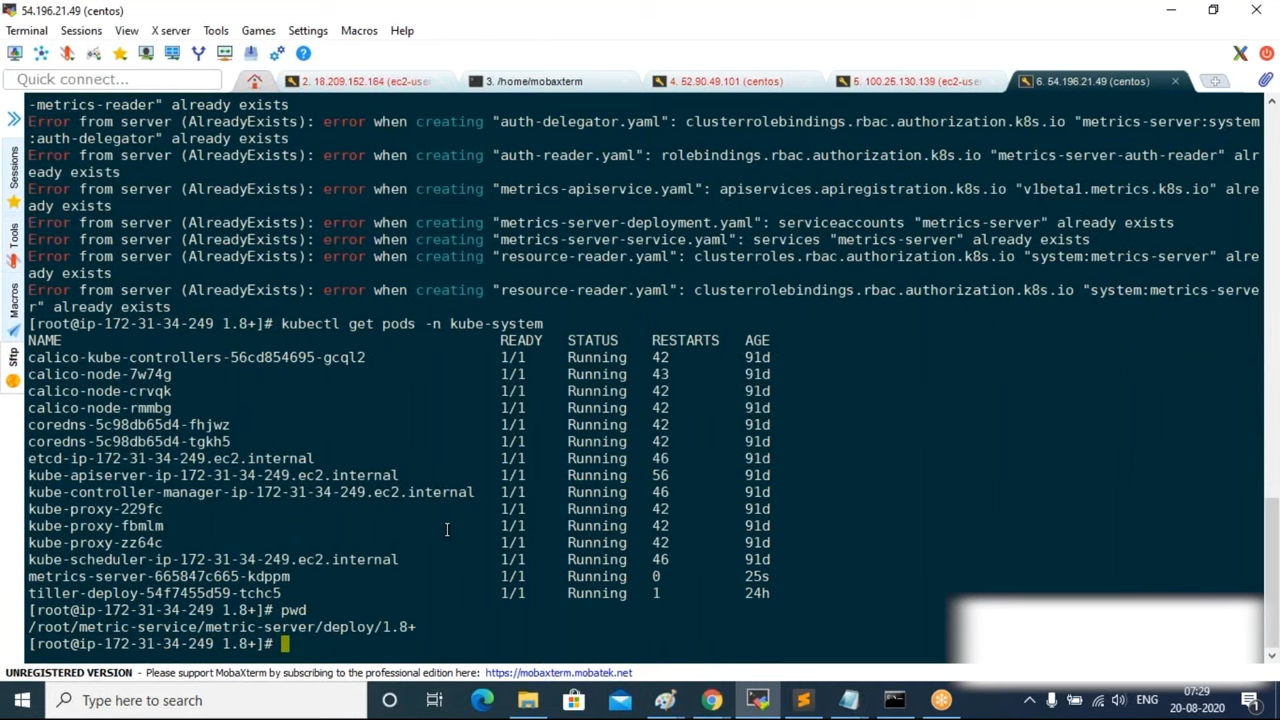 54.196.21.49 (centos)
Terminal Sessions View X server Tools Games Settings Macros Help
Quick connect...
2. 18.209.152.164 (ec2-use
3. /home/mobaxterm
4. 52.90.49.101 (centos)
5. 100.25.130.139 (ec2-use
6. 54.196.21.49 (centos)
Sessions
Tools
Macros
Sftp
-metrics-reader" already exists
Error from server (AlreadyExists): error when creating "auth-delegator.yaml": clusterrolebindings.rbac.authorization.k8s.io "metrics-server:system
:auth-delegator" already exists
Error from server (AlreadyExists): error when creating "auth-reader.yaml": rolebindings.rbac.authorization.k8s.io "metrics-server-auth-reader" alr
eady exists
Error from server (AlreadyExists): error when creating "metrics-apiservice.yaml": apiservices.apiregistration.k8s.io "v1beta1.metrics.k8s.io" alre
ady exists
Error from server (AlreadyExists): error when creating "metrics-server-deployment.yaml": serviceaccounts "metrics-server" already exists
Error from server (AlreadyExists): error when creating "metrics-server-service.yaml": services "metrics-server" already exists
Error from server (AlreadyExists): error when creating "resource-reader.yaml": clusterroles.rbac.authorization.k8s.io "system:metrics-server" alre
ady exists
Error from server (AlreadyExists): error when creating "resource-reader.yaml": clusterrolebindings.rbac.authorization.k8s.io "system:metrics-serve
r" already exists
[root@ip-172-31-34-249 1.8+]# kubectl get pods -n kube-system
NAME READY STATUS RESTARTS AGE
calico-kube-controllers-56cd854695-gcql2 1/1 Running 42 91d
calico-node-7w74g 1/1 Running 43 91d
calico-node-crvqk 1/1 Running 42 91d
calico-node-rmmbg 1/1 Running 42 91d
coredns-5c98db65d4-fhjwz 1/1 Running 42 91d
coredns-5c98db65d4-tgkh5 1/1 Running 42 91d
etcd-ip-172-31-34-249.ec2.internal 1/1 Running 46 91d
kube-apiserver-ip-172-31-34-249.ec2.internal 1/1 Running 56 91d
kube-controller-manager-ip-172-31-34-249.ec2.internal 1/1 Running 46 91d
kube-proxy-229fc 1/1 Running 42 91d
kube-proxy-fbmlm 1/1 Running 42 91d
kube-proxy-zz64c 1/1 Running 42 91d
kube-scheduler-ip-172-31-34-249.ec2.internal 1/1 Running 46 91d
metrics-server-665847c665-kdppm 1/1 Running 0 25s
tiller-deploy-54f7455d59-tchc5 1/1 Running 1 24h
[root@ip-172-31-34-249 1.8+]# pwd
/root/metric-service/metric-server/deploy/1.8+
[root@ip-172-31-34-249 1.8+]#
UNREGISTERED VERSION - Please support MobaXterm by subscribing to the professional edition here: https://mobaxterm.mobatek.net
Type here to search
ENG
07:29
20-08-2020
1